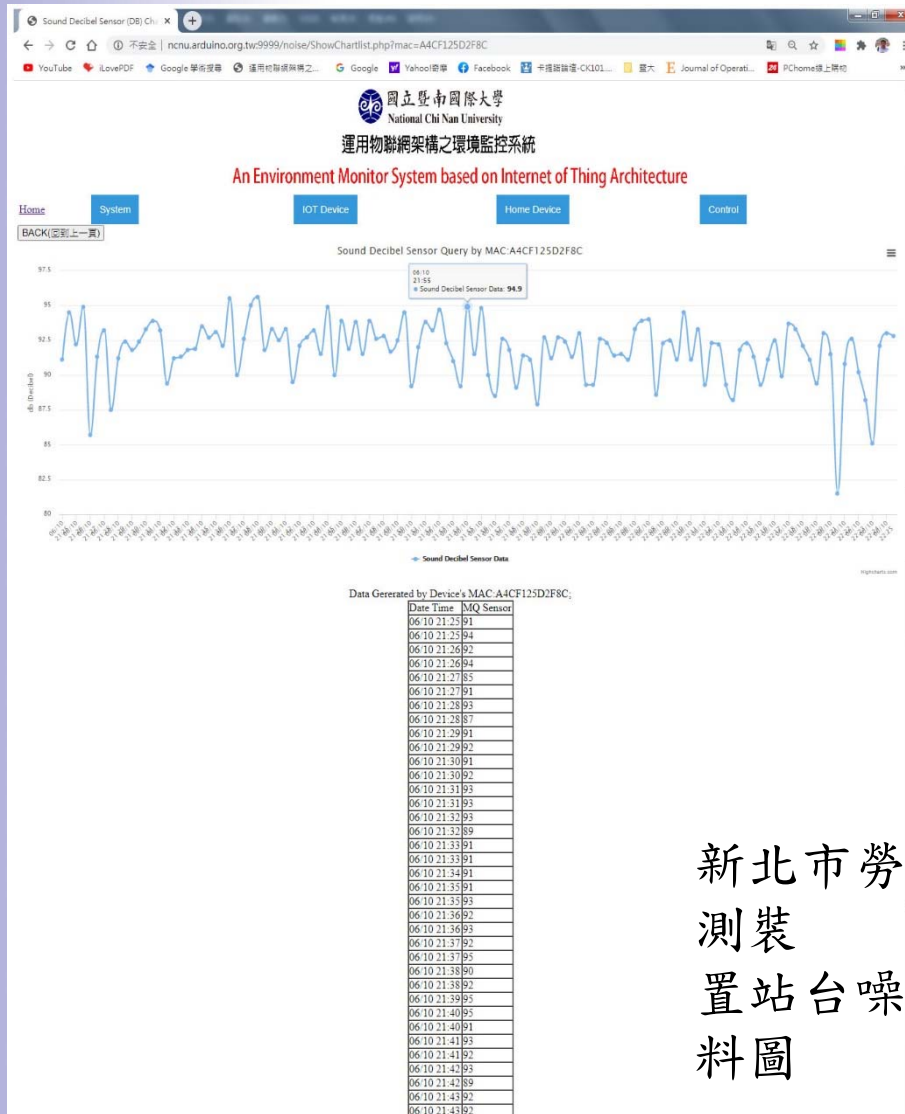 Sound Decibel Sensor (DB) Ch
不安全 | ncnu.arduino.org.tw:9999/noise/ShowChartlist.php?mac=A4CF125D2F8C
YouTube iLovePDF Google 學術搜尋 Google Yahoo!奇摩 Facebook 暨大 Journal of Operati... PChome線上購物
國立暨南國際大學
National Chi Nan University
運用物聯網架構之環境監控系統
An Environment Monitor System based on Internet of Thing Architecture
Home System IOT Device Home Device Control
BACK(回到上一頁)
Sound Decibel Sensor Query by MAC:A4CF125D2F8C
06:10
21:55
Sound Decibel Sensor Data: 94.9
97.5
95
92.5
90
87.5
85
82.5
80
db (Decibel)
Sound Decibel Sensor Data
Highcharts.com
Data Gererated by Device's MAC:A4CF125D2F8C;
Date Time MQ Sensor
06/10 21:25 91
06/10 21:25 94
06/10 21:26 92
06/10 21:26 94
06/10 21:27 85
06/10 21:27 91
06/10 21:28 93
06/10 21:28 87
06/10 21:29 91
06/10 21:29 92
06/10 21:30 91
06/10 21:30 92
06/10 21:31 93
06/10 21:31 93
06/10 21:32 93
06/10 21:32 89
06/10 21:33 91
06/10 21:33 91
06/10 21:34 91
06/10 21:35 91
06/10 21:35 93
06/10 21:36 92
06/10 21:36 93
06/10 21:37 92
06/10 21:37 95
06/10 21:38 90
06/10 21:38 92
06/10 21:39 95
06/10 21:40 95
06/10 21:40 91
06/10 21:41 93
06/10 21:41 92
06/10 21:42 93
06/10 21:42 89
06/10 21:43 92
06/10 21:43 92
新北市勞
測裝
置站台噪
料圖